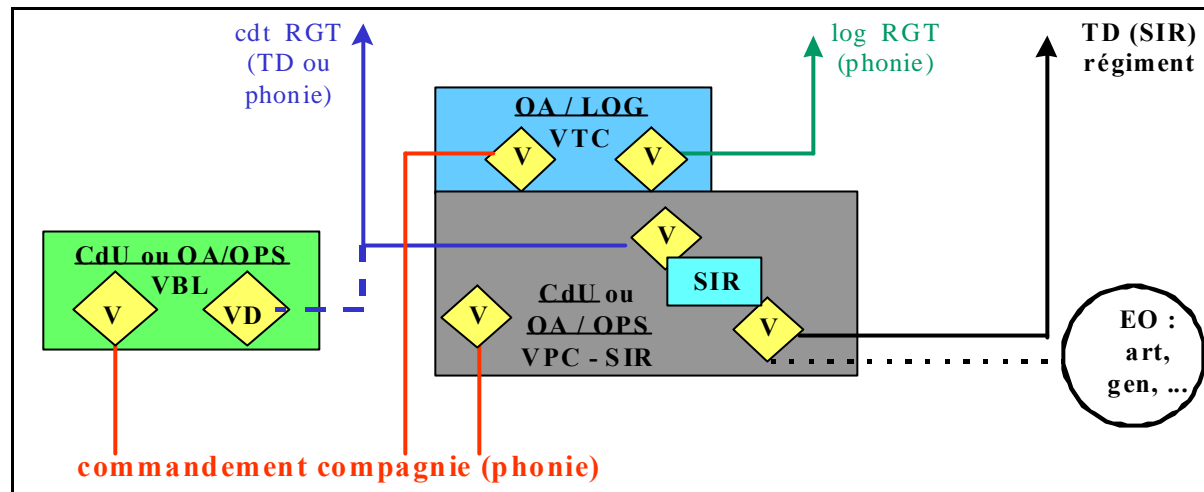 cdt RGT
(TD ou
phonie)
log RGT
(phonie)
TD (SIR)
régiment
OA / LOG
VTC
V
V
CdU ou OA/OPS
VBL
V
VD
V
SIR
V
CdU ou
OA / OPS
VPC - SIR
V
EO :
art,
gen, ...
commandement compagnie (phonie)